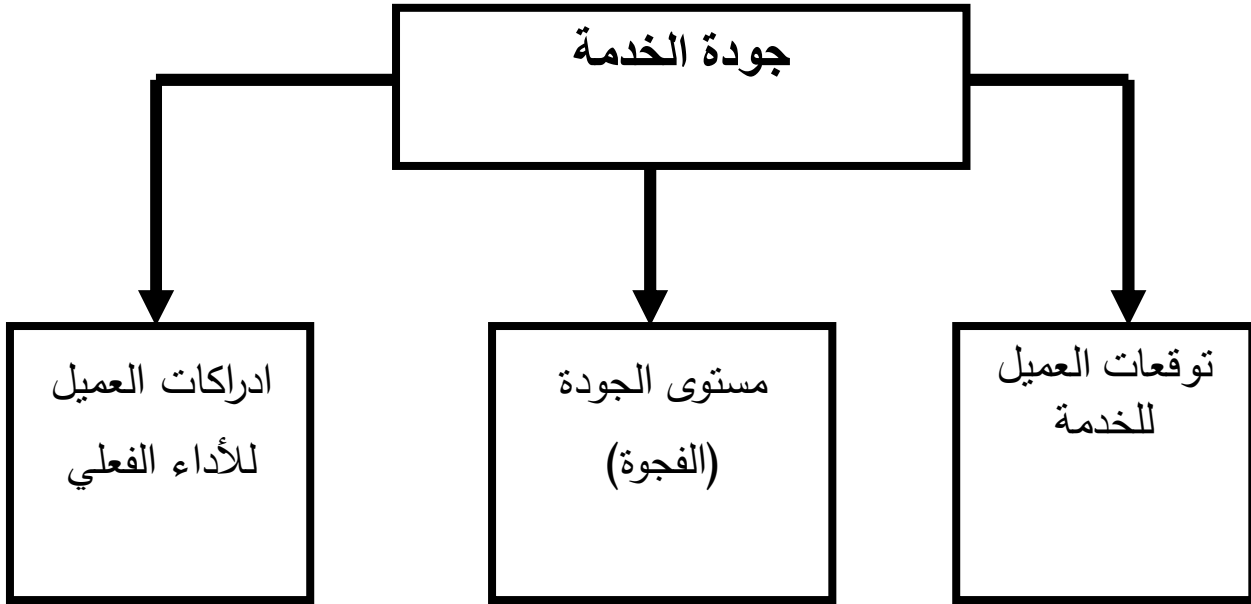 جودة الخدمة
توقعات العميل
للخدمة
مستوى الجودة
(الفجوة)
ادراكات العميل
للأداء الفعلي